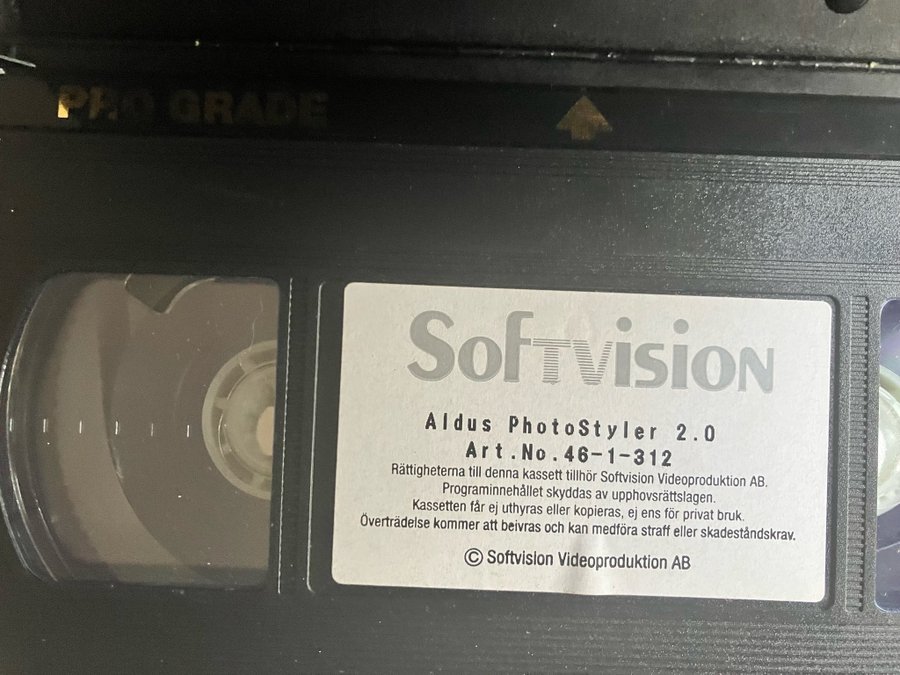 PRO GRADE
SOFTVISION
Aldus PhotoStyler 2.0
Art.No.46-1-312
Rättigheterna till denna kassett tillhör Softvision Videoproduktion AB.
Programinnehållet skyddas av upphovsrättslagen.
Kassetten får ej uthyras eller kopieras, ej ens för privat bruk.
Överträdelse kommer att beivras och kan medföra straff eller skadeståndskrav.
© Softvision Videoproduktion AB